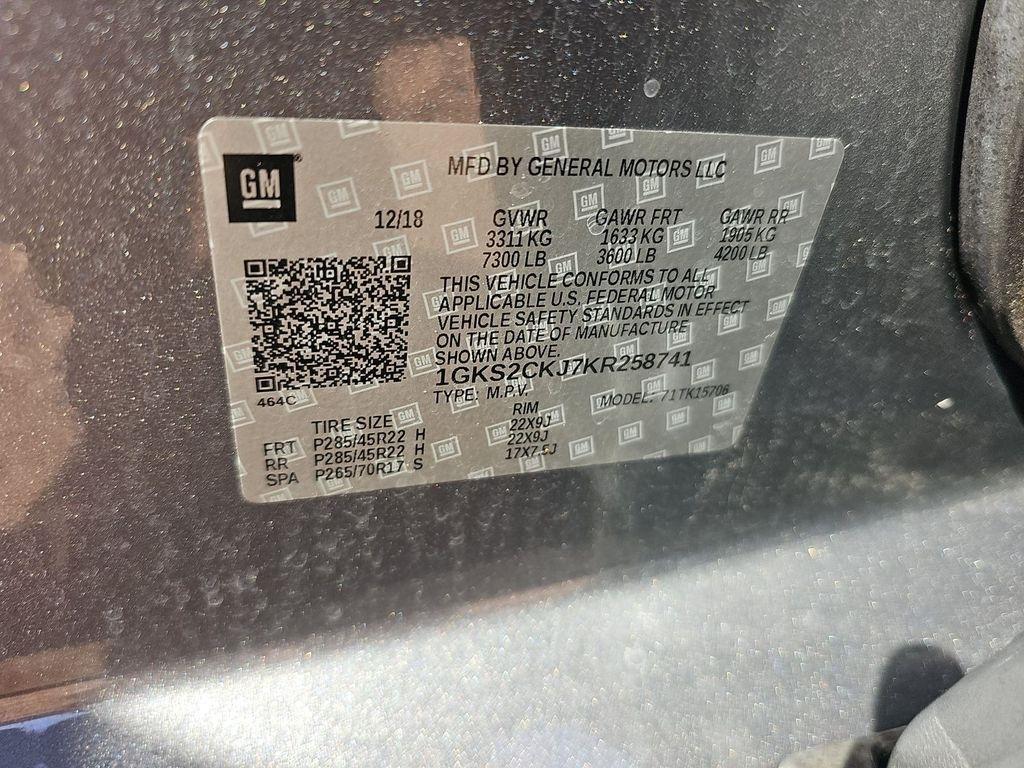 GM
MFD BY GENERAL MOTORS LLC
12/18 GVWR GAWR FRT GAWR RR
3311 KG 1633 KG 1905 KG
7300 LB 3600 LB 4200 LB
THIS VEHICLE CONFORMS TO ALL
APPLICABLE U.S. FEDERAL MOTOR
VEHICLE SAFETY STANDARDS IN EFFECT
ON THE DATE OF MANUFACTURE
SHOWN ABOVE.
1GKS2CKJ7KR258741
TYPE: M.P.V. MODEL: 71TK15706
464C
TIRE SIZE RIM
FRT P285/45R22 H 22X9J
RR P285/45R22 H 22X9J
SPA P265/70R17 S 17X7.5J